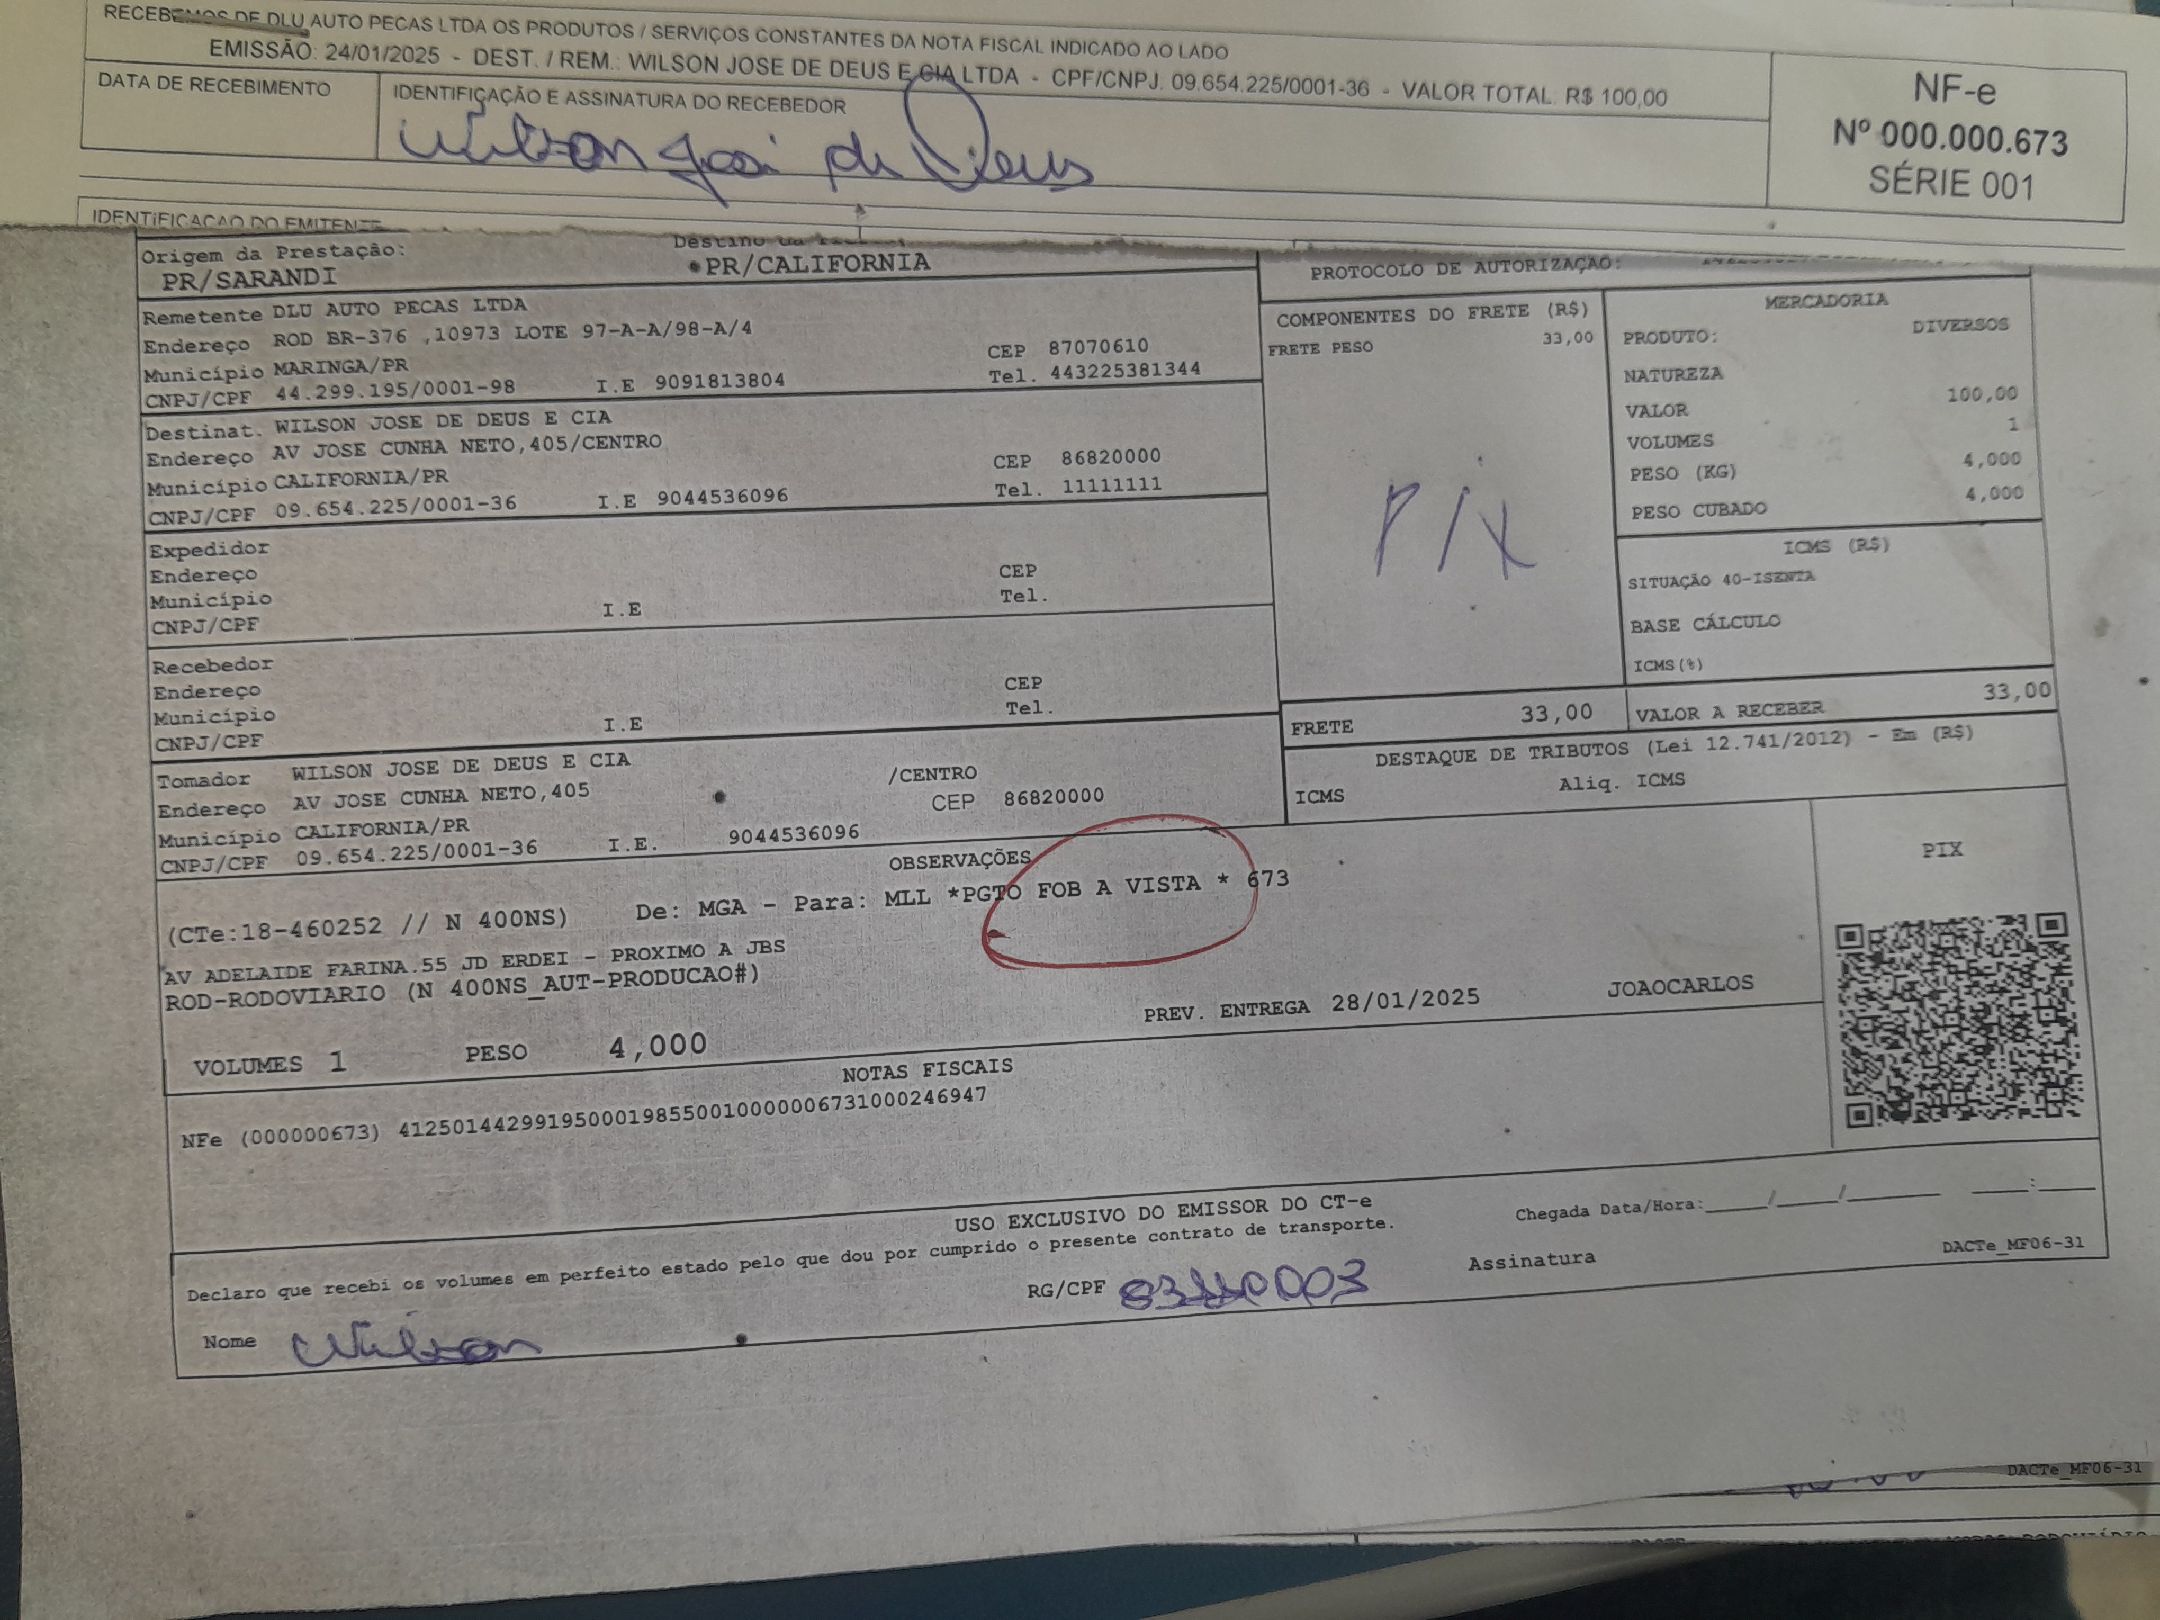 RECEBEMOS DE DLU AUTO PECAS LTDA OS PRODUTOS / SERVIÇOS CONSTANTES DA NOTA FISCAL INDICADO AO LADO
EMISSÃO: 24/01/2025 - DEST. / REM.: WILSON JOSE DE DEUS E CIA LTDA - CPF/CNPJ: 09.654.225/0001-36 - VALOR TOTAL: R$ 100,00
DATA DE RECEBIMENTO
IDENTIFICAÇÃO E ASSINATURA DO RECEBEDOR
Wilson José de Deus
NF-e
Nº 000.000.673
SÉRIE 001
IDENTIFICAÇÃO DO EMITENTE
Origem da Prestação:
PR/SARANDI
PR/CALIFORNIA
Remetente DLU AUTO PECAS LTDA
Endereço ROD BR-376 ,10973 LOTE 97-A-A/98-A/4
Município MARINGA/PR CEP 87070610
CNPJ/CPF 44.299.195/0001-98 I.E 9091813804 Tel. 443225381344
Destinat. WILSON JOSE DE DEUS E CIA
Endereço AV JOSE CUNHA NETO,405/CENTRO
Município CALIFORNIA/PR CEP 86820000
CNPJ/CPF 09.654.225/0001-36 I.E 9044536096 Tel. 11111111
Expedidor
Endereço
Município CEP
CNPJ/CPF I.E Tel.
Recebedor
Endereço
Município CEP
CNPJ/CPF I.E Tel.
Tomador WILSON JOSE DE DEUS E CIA
Endereço AV JOSE CUNHA NETO,405 /CENTRO
Município CALIFORNIA/PR CEP 86820000
CNPJ/CPF 09.654.225/0001-36 I.E. 9044536096
PROTOCOLO DE AUTORIZAÇÃO:
COMPONENTES DO FRETE (R$)
FRETE PESO 33,00
PIX
MERCADORIA
PRODUTO: DIVERSOS
NATUREZA
VALOR 100,00
VOLUMES 1
PESO (KG) 4,000
PESO CUBADO 4,000
ICMS (R$)
SITUAÇÃO 40-ISENTA
BASE CÁLCULO
ICMS(%)
FRETE 33,00
VALOR A RECEBER 33,00
DESTAQUE DE TRIBUTOS (Lei 12.741/2012) - Em (R$)
ICMS Aliq. ICMS
OBSERVAÇÕES
(CTe:18-460252 // N 400NS) De: MGA - Para: MLL *PGTO FOB A VISTA * 673
AV ADELAIDE FARINA.55 JD ERDEI - PROXIMO A JBS
ROD-RODOVIARIO (N 400NS_AUT-PRODUCAO#)
PREV. ENTREGA 28/01/2025 JOAOCARLOS
VOLUMES 1 PESO 4,000
PIX
NOTAS FISCAIS
NFe (000000673) 41250144299195000198550010000006731000246947
USO EXCLUSIVO DO EMISSOR DO CT-e
Declaro que recebi os volumes em perfeito estado pelo que dou por cumprido o presente contrato de transporte.
Chegada Data/Hora:_____/_____/_______ ____:_____
Nome Wilson
RG/CPF
Assinatura
DACTe_MF06-31
DACTe_MF06-31